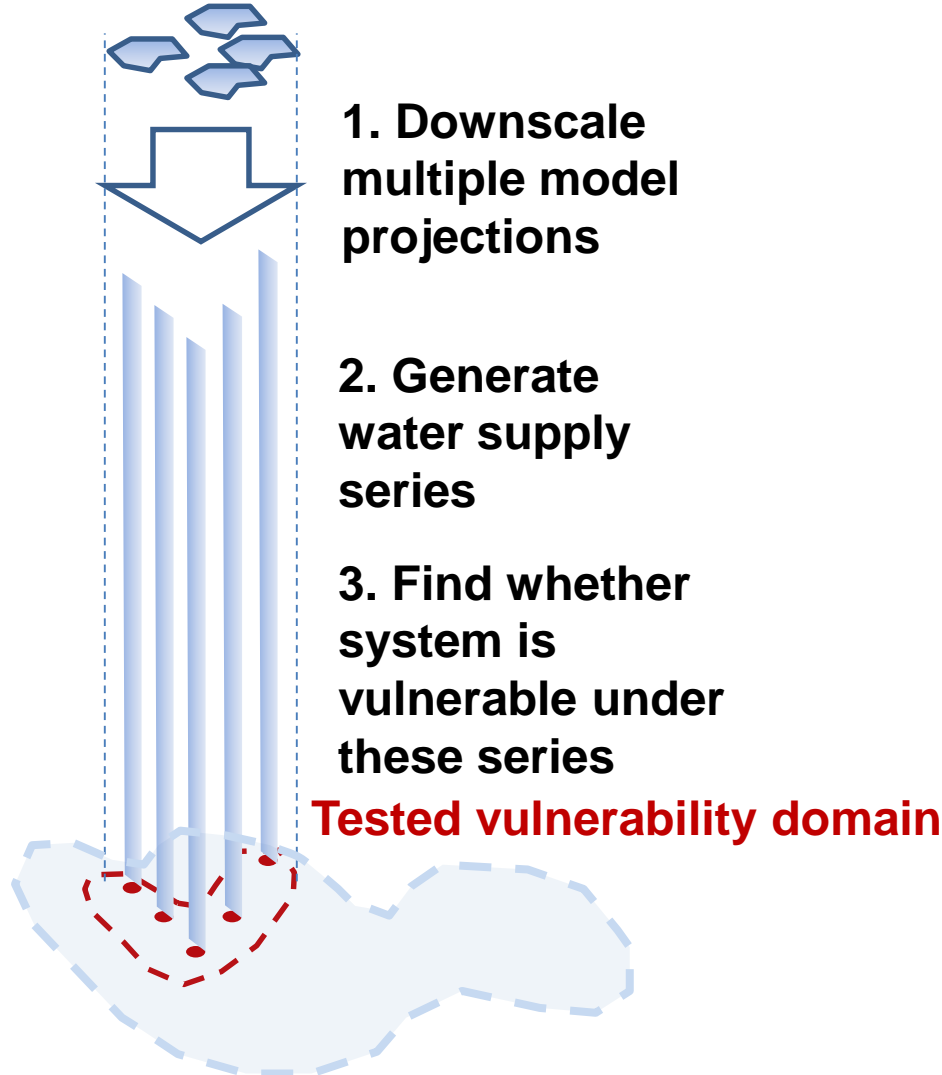 1. Downscale
multiple model
projections
2. Generate
water supply
series
3. Find whether
system is
vulnerable under
these series
Tested vulnerability domain